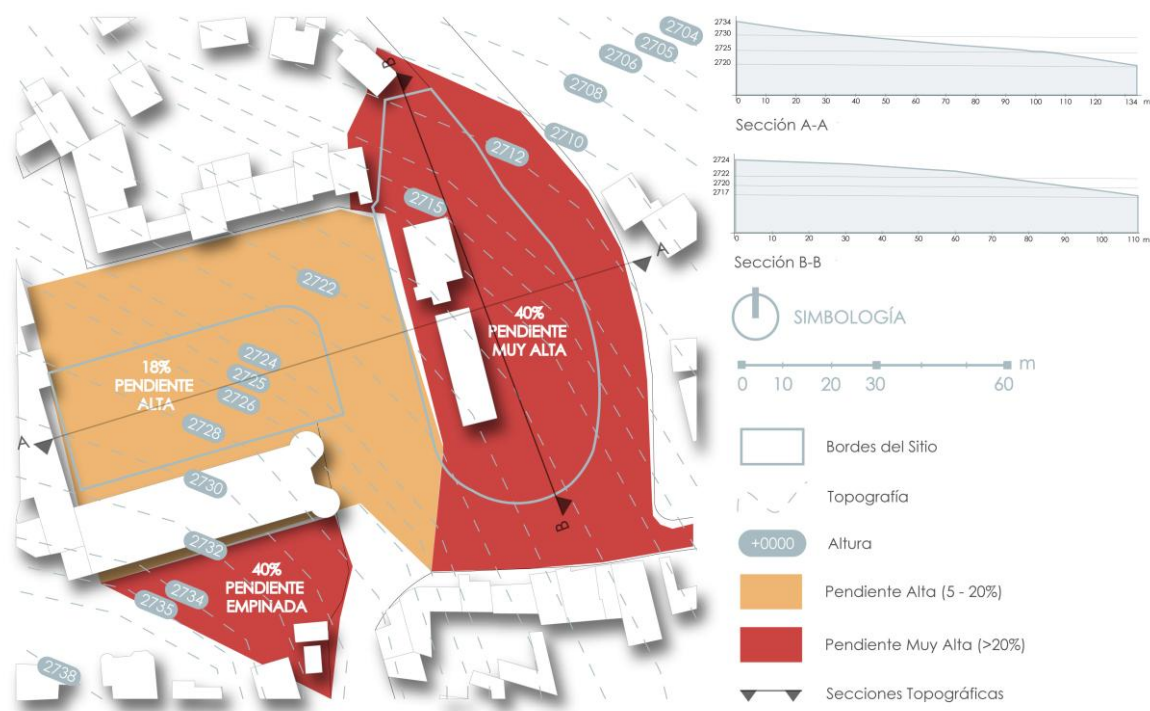 2704
2705
2706
2708
2710
2712
2715
2722
2724
2725
2726
2728
2730
2732
2734
2735
2738
B
A
A
B
18%
PENDIENTE
ALTA
40%
PENDIENTE
MUY ALTA
40%
PENDIENTE
EMPINADA
2734
2730
2725
2720
0 10 20 30 40 50 60 70 80 90 100 110 120 134 m
Sección A-A
2724
2722
2720
2717
0 10 20 30 40 50 60 70 80 90 100 110 m
Sección B-B
SIMBOLOGÍA
m
0 10 20 30 60
Bordes del Sitio
Topografía
+0000 Altura
Pendiente Alta (5 - 20%)
Pendiente Muy Alta (>20%)
Secciones Topográficas